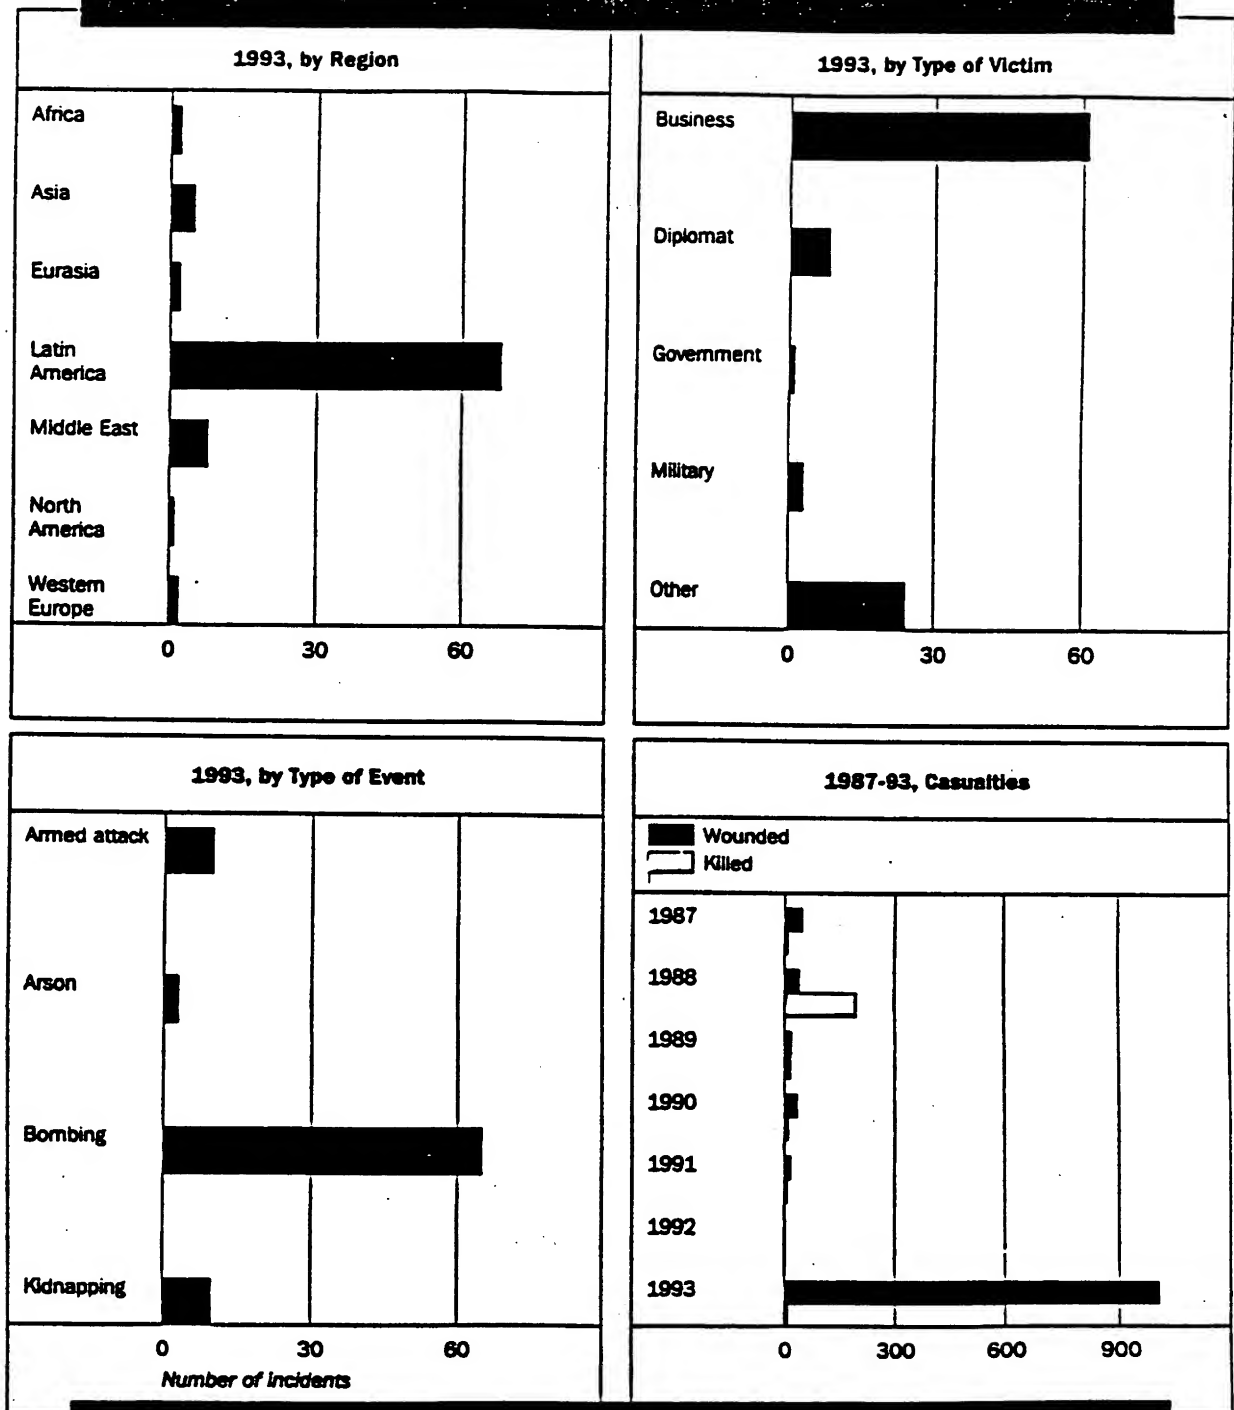 1993, by Region
Africa
Asia
Eurasia
Latin
America
Middle East
North
America
Western
Europe
0 30 60
1993, by Type of Victim
Business
Diplomat
Government
Military
Other
0 30 60
1993, by Type of Event
Armed attack
Arson
Bombing
Kidnapping
0 30 60
Number of incidents
1987-93, Casualties
Wounded
Killed
1987
1988
1989
1990
1991
1992
1993
0 300 600 900